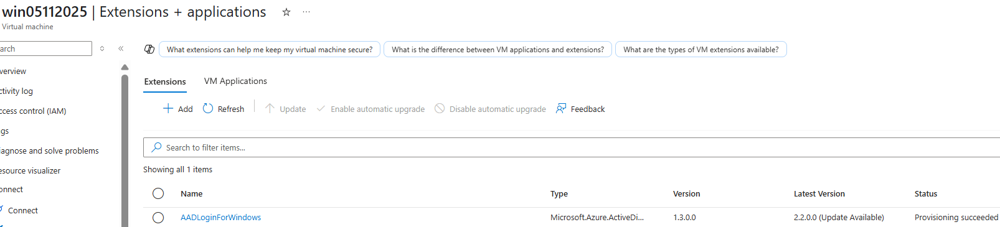 win05112025 | Extensions + applications
Virtual machine
arch
What extensions can help me keep my virtual machine secure?
What is the difference between VM applications and extensions?
What are the types of VM extensions available?
verview
ctivity log
ccess control (IAM)
gs
iagnose and solve problems
esource visualizer
onnect
Connect
Extensions
VM Applications
Add
Refresh
Update
Enable automatic upgrade
Disable automatic upgrade
Feedback
Search to filter items...
Showing all 1 items
Name Type Version Latest Version Status
AADLoginForWindows Microsoft.Azure.ActiveDi... 1.3.0.0 2.2.0.0 (Update Available) Provisioning succeeded